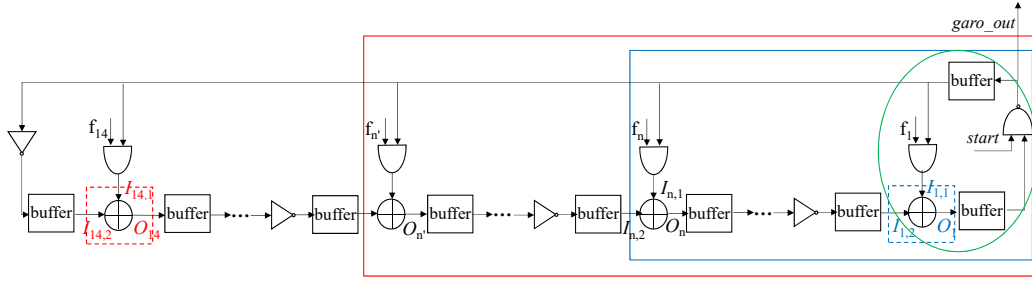 garo_out
buffer
f14 fn' fn f1 start
I14,1 In,1 I1,1
buffer I14,2 O14 buffer buffer On' buffer buffer In,2 On buffer buffer I1,2 O1 buffer